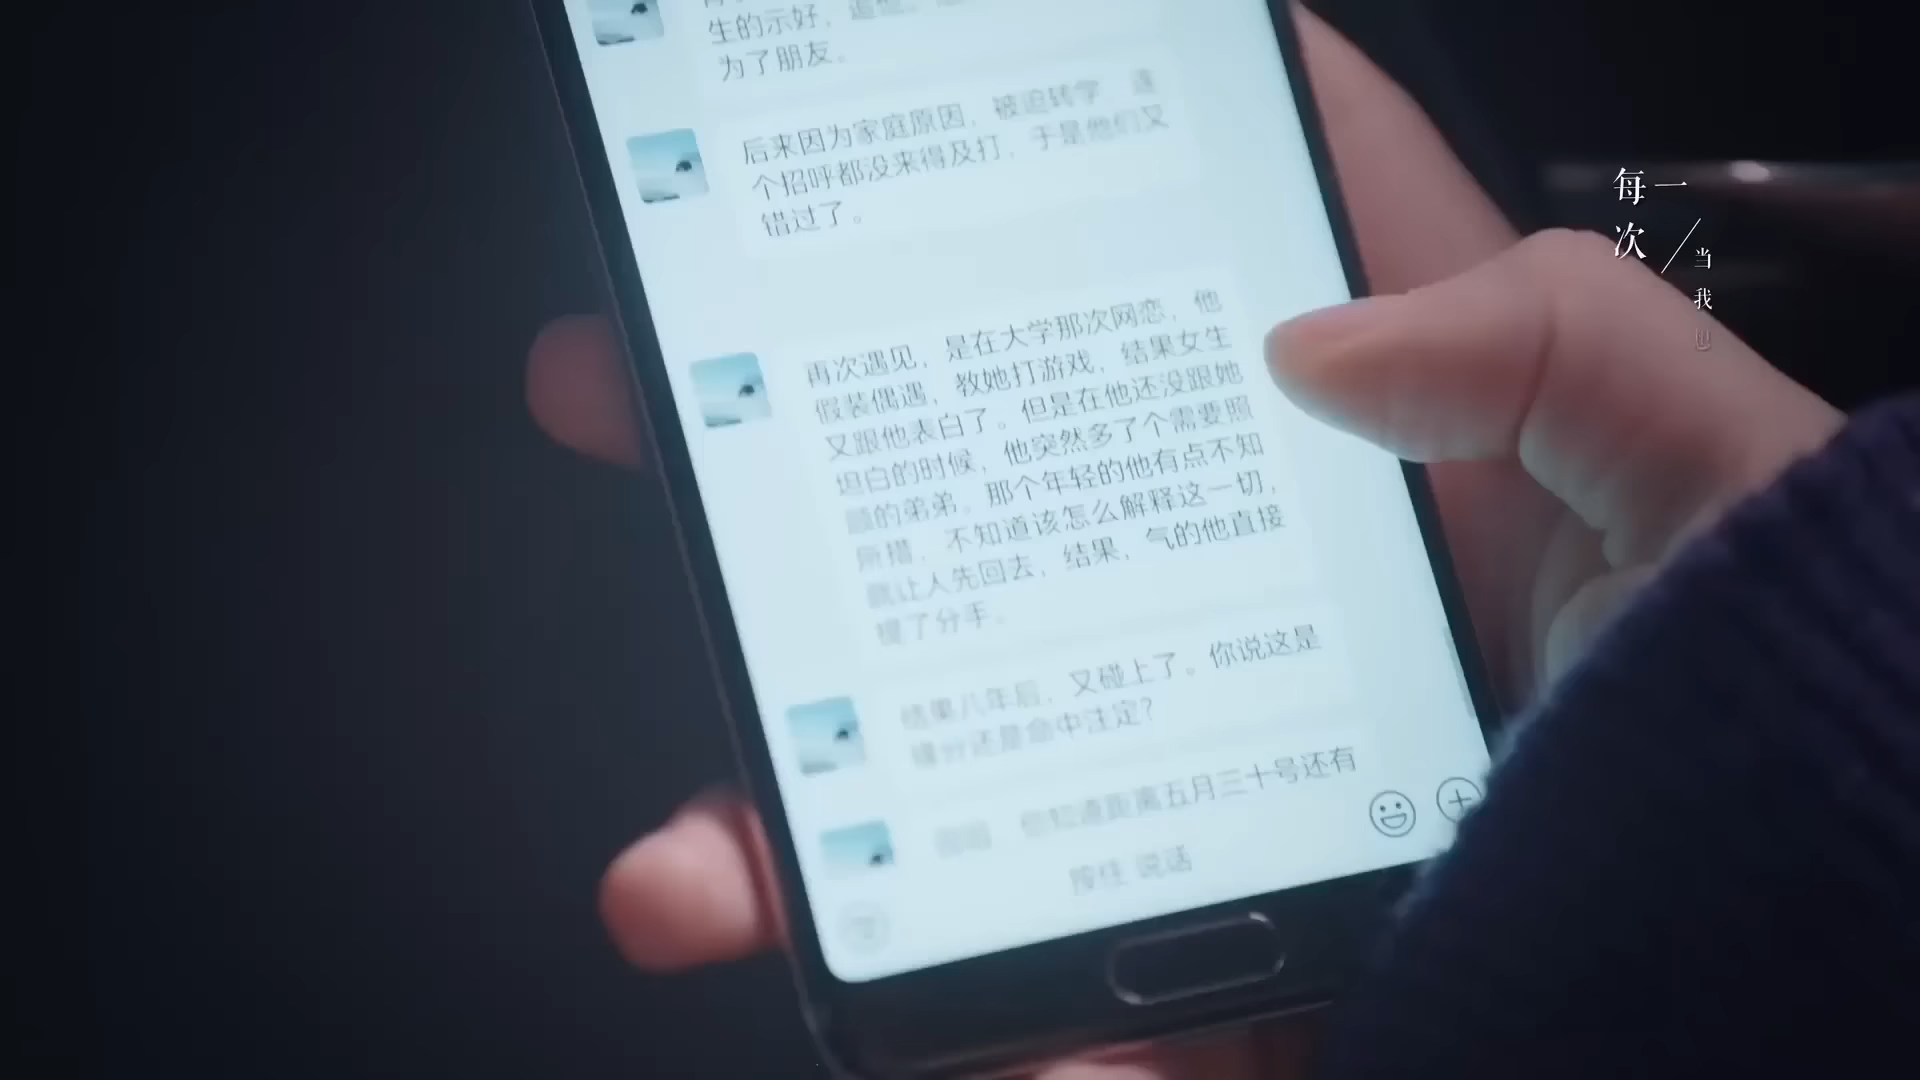 生的示好，
为了朋友。
后来因为家庭原因，被迫转学，连
个招呼都没来得及打，于是他们又
错过了。
再次遇见，是在大学那次网恋，他
假装偶遇，教她打游戏，结果女生
又跟他表白了。但是在他还没跟她
坦白的时候，他突然多了个需要照
顾的弟弟。那个年轻的他有点不知
所措，不知道该怎么解释这一切，
就让人先回去，结果，气的他直接
提了分手。
结果八年后，又碰上了。你说这是
缘分还是命中注定？
你知道距离五月三十号还有
按住 说话
每一
次
当
我